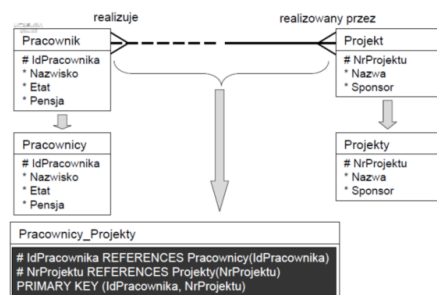 realizuje
realizowany przez
Pracownik
# IdPracownika
* Nazwisko
* Etat
* Pensja
Projekt
# NrProjektu
* Nazwa
* Sponsor
Pracownicy
# IdPracownika
* Nazwisko
* Etat
* Pensja
Projekty
# NrProjektu
* Nazwa
* Sponsor
Pracownicy_Projekty
# IdPracownika REFERENCES Pracownicy(IdPracownika)
# NrProjektu REFERENCES Projekty(NrProjektu)
PRIMARY KEY (IdPracownika, NrProjektu)